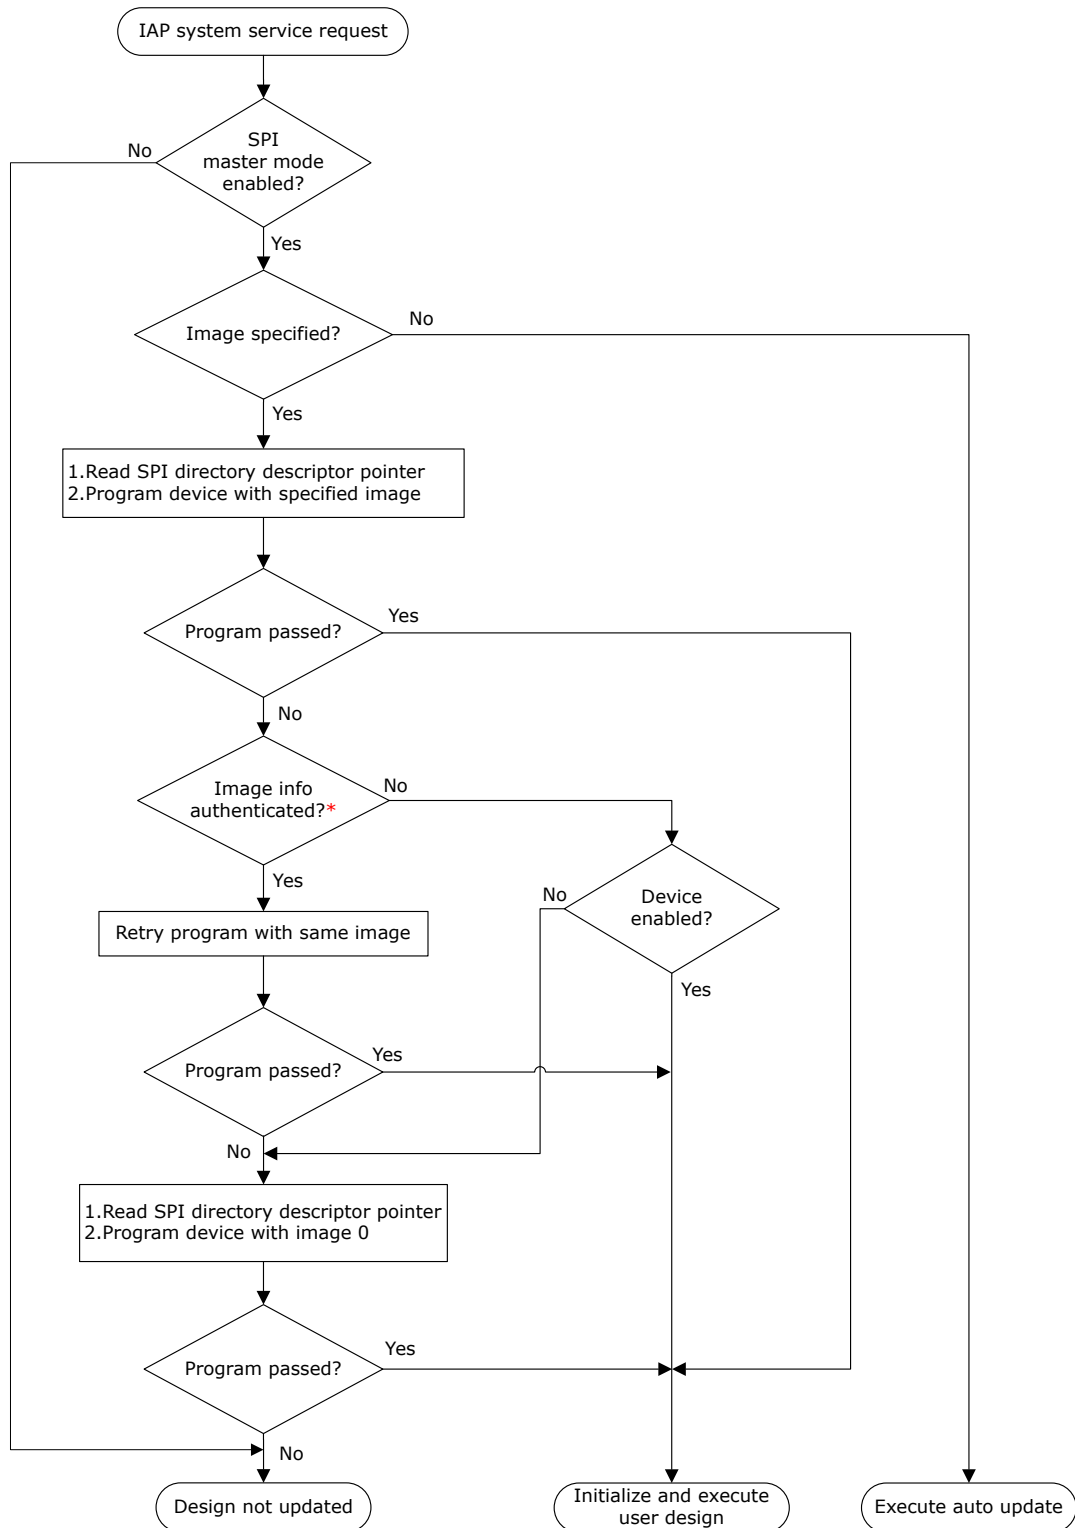 IAP system service request
SPI
master mode
enabled?
No
Yes
Image specified?
No
Yes
1.Read SPI directory descriptor pointer
2.Program device with specified image
Program passed?
Yes
No
Image info
authenticated?*
No
Yes
Device
enabled?
No
Yes
Retry program with same image
Program passed?
Yes
No
1.Read SPI directory descriptor pointer
2.Program device with image 0
Program passed?
Yes
No
Design not updated
Initialize and execute
user design
Execute auto update